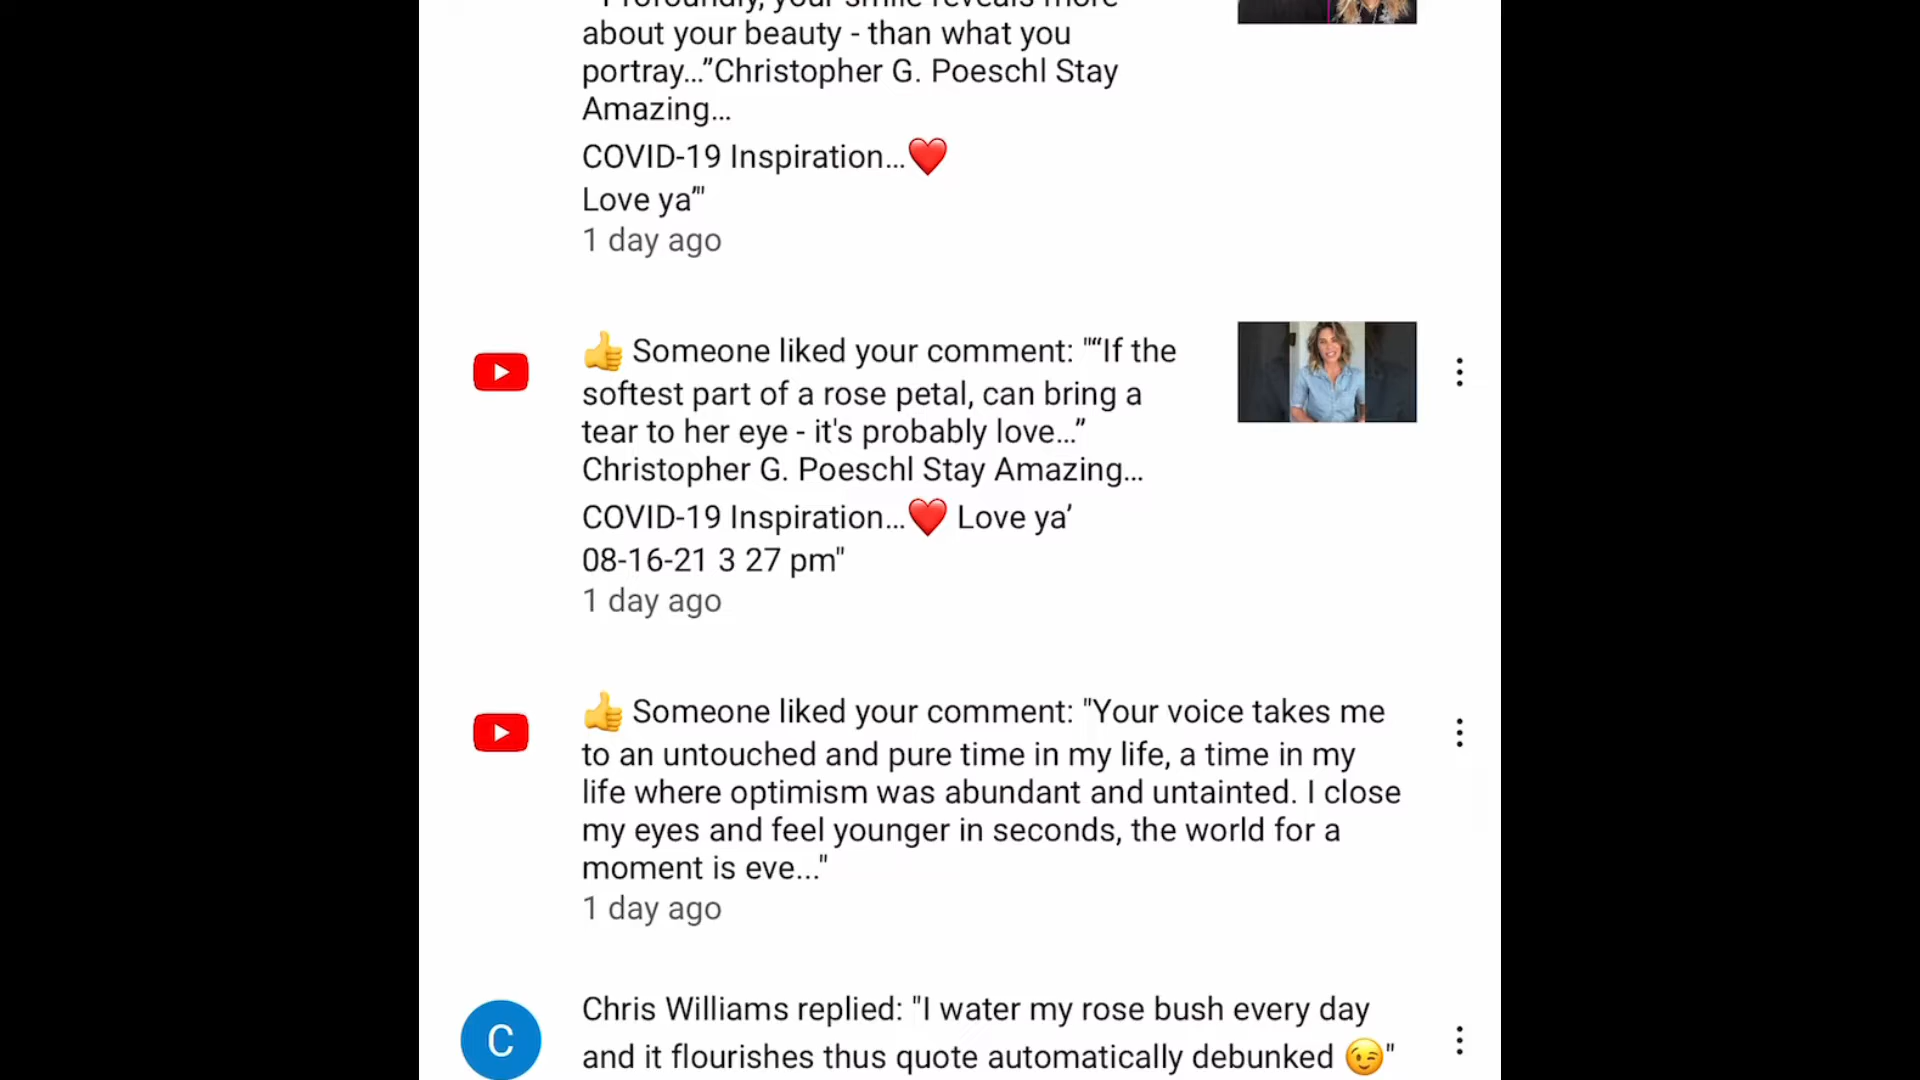 "Profoundly, your smile reveals more
about your beauty - than what you
portray…”Christopher G. Poeschl Stay
Amazing…
COVID-19 Inspiration…❤️
Love ya’"
1 day ago
👍 Someone liked your comment: "“If the
softest part of a rose petal, can bring a
tear to her eye - it's probably love…”
Christopher G. Poeschl Stay Amazing…
COVID-19 Inspiration…❤️ Love ya’
08-16-21 3 27 pm"
1 day ago
👍 Someone liked your comment: "Your voice takes me
to an untouched and pure time in my life, a time in my
life where optimism was abundant and untainted. I close
my eyes and feel younger in seconds, the world for a
moment is eve..."
1 day ago
C
Chris Williams replied: "I water my rose bush every day
and it flourishes thus quote automatically debunked 😉"